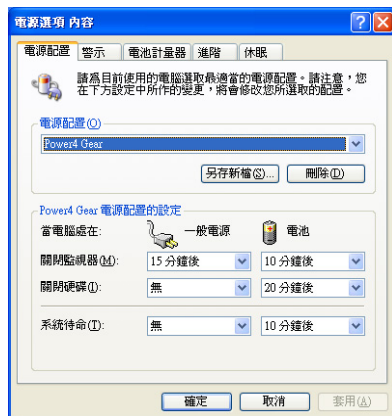 電源選項 內容
電源配置 警示 電池計量器 進階 休眠
請為目前使用的電腦選取最適當的電源配置。請注意，您
在下方設定中所作的變更，將會修改您所選取的配置。
電源配置(O)
Power4 Gear
另存新檔(S)... 刪除(D)
Power4 Gear 電源配置的設定
當電腦處在: 一般電源 電池
關閉監視器(M): 15 分鐘後 10 分鐘後
關閉硬碟(I): 無 20 分鐘後
系統待命(T): 無 10 分鐘後
確定 取消 套用(A)